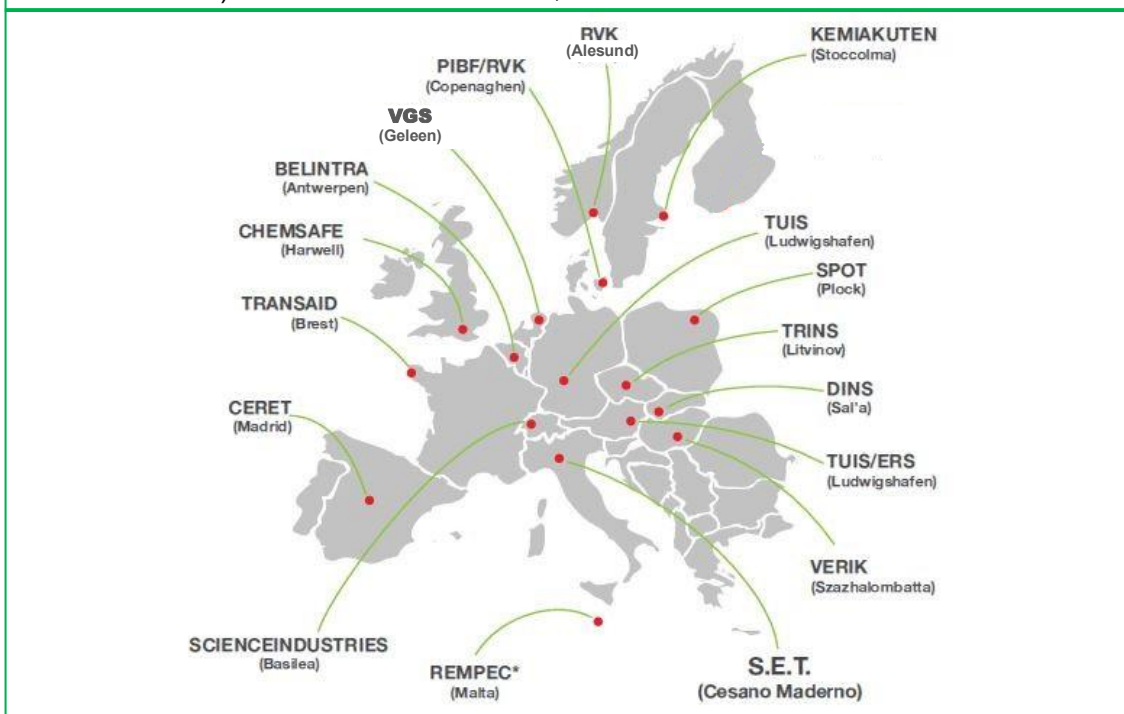 RVK
(Alesund)
KEMIAKUTEN
(Stoccolma)
PIBF/RVK
(Copenaghen)
VGS
(Geleen)
BELINTRA
(Antwerpen)
CHEMSAFE
(Harwell)
TUIS
(Ludwigshafen)
SPOT
(Plock)
TRANSAID
(Brest)
TRINS
(Litvinov)
DINS
(Sal'a)
CERET
(Madrid)
TUIS/ERS
(Ludwigshafen)
VERIK
(Szazhalombatta)
SCIENCEINDUSTRIES
(Basilea)
REMPEC*
(Malta)
S.E.T.
(Cesano Maderno)